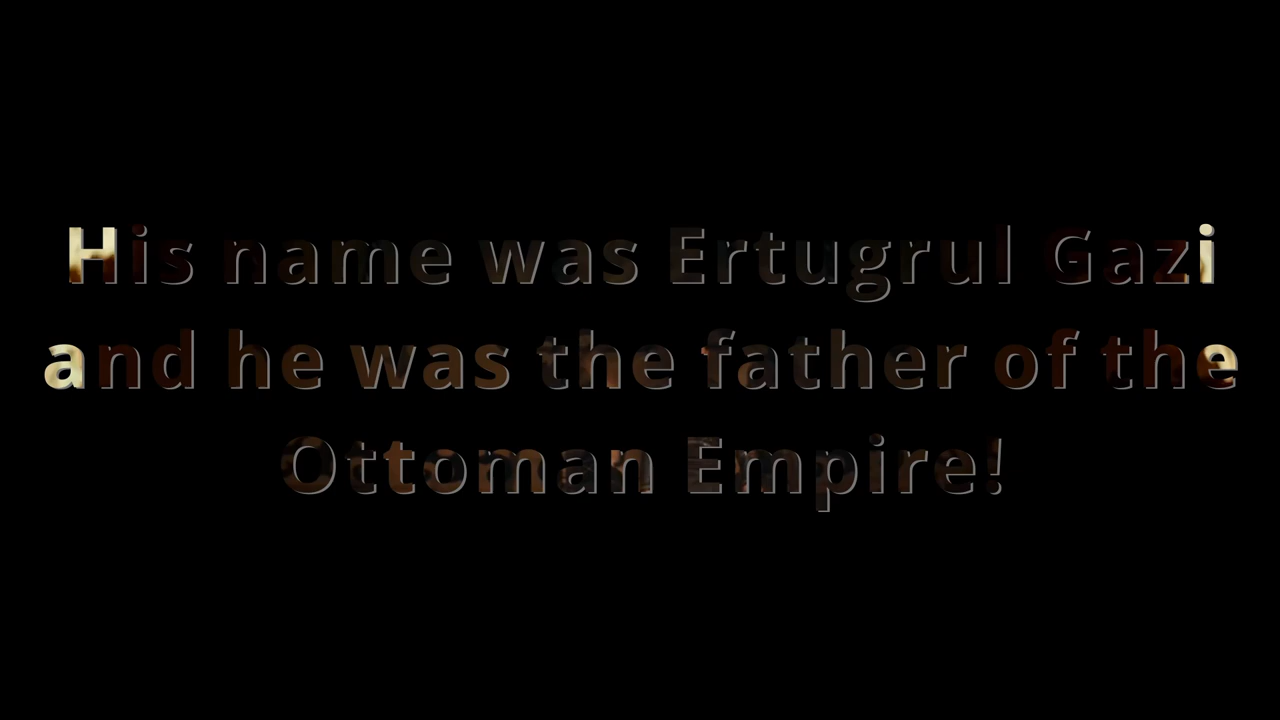 His name was Ertugrul Gazi
and he was the father of the
Ottoman Empire!